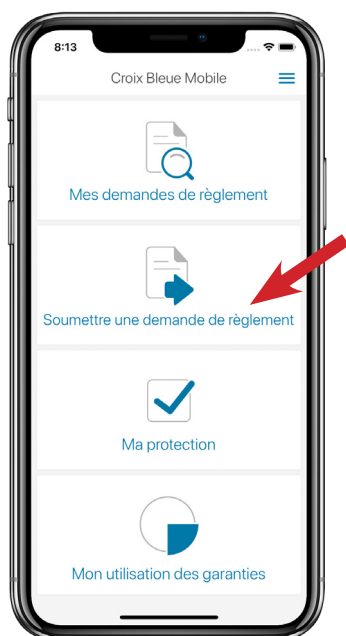 8:13
Croix Bleue Mobile
Mes demandes de règlement
Soumettre une demande de règlement
Ma protection
Mon utilisation des garanties